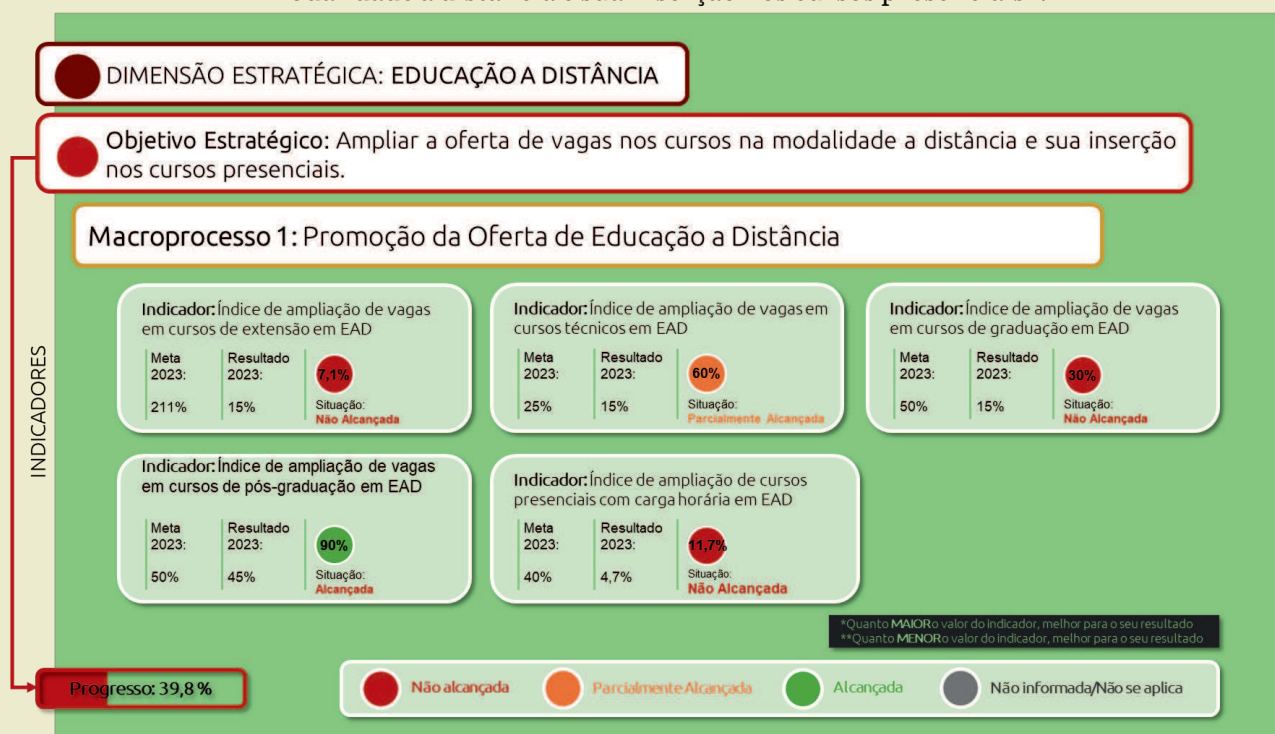 DIMENSÃO ESTRATÉGICA: EDUCAÇÃO A DISTÂNCIA
Objetivo Estratégico: Ampliar a oferta de vagas nos cursos na modalidade a distância e sua inserção
nos cursos presenciais.
Macroprocesso 1: Promoção da Oferta de Educação a Distância
INDICADORES
Indicador: Índice de ampliação de vagas
em cursos de extensão em EAD
Meta
2023:
211%
Resultado
2023:
15%
7,1%
Situação:
Não Alcançada
Indicador: Índice de ampliação de vagas em
cursos técnicos em EAD
Meta
2023:
25%
Resultado
2023:
15%
60%
Situação:
Parcialmente Alcançada
Indicador: Índice de ampliação de vagas
em cursos de graduação em EAD
Meta
2023:
50%
Resultado
2023:
15%
30%
Situação:
Não Alcançada
Indicador: Índice de ampliação de vagas
em cursos de pós-graduação em EAD
Meta
2023:
50%
Resultado
2023:
45%
90%
Situação:
Alcançada
Indicador: Índice de ampliação de cursos
presenciais com carga horária em EAD
Meta
2023:
40%
Resultado
2023:
4,7%
11,7%
Situação:
Não Alcançada
*Quanto MAIOR o valor do indicador, melhor para o seu resultado
**Quanto MENOR o valor do indicador, melhor para o seu resultado
Progresso: 39,8 %
Não alcançada
Parcialmente Alcançada
Alcançada
Não informada/Não se aplica